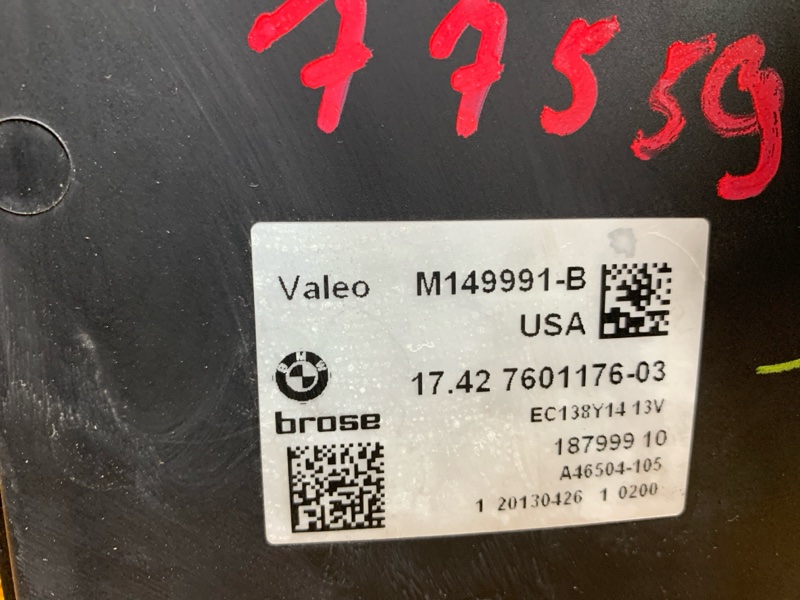 77559
Valeo M149991-B
USA
BMW
17.42 7601176-03
brose
EC138Y14 13V
187999 10
A46504-105
1 20130426 1 0200